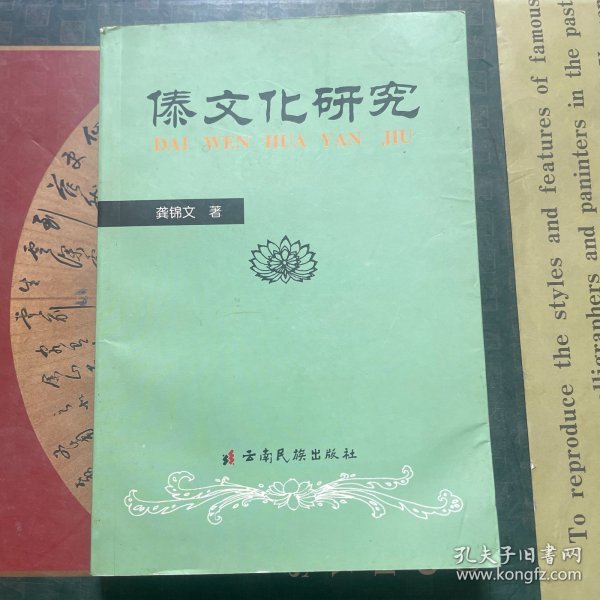 傣文化研究
DAI WEN HUA YAN JIU
龚锦文 著
云南民族出版社
To reproduce the styles and features of famous
lligraphers and paninters in the past
孔夫子旧书网
www.kongfz.com